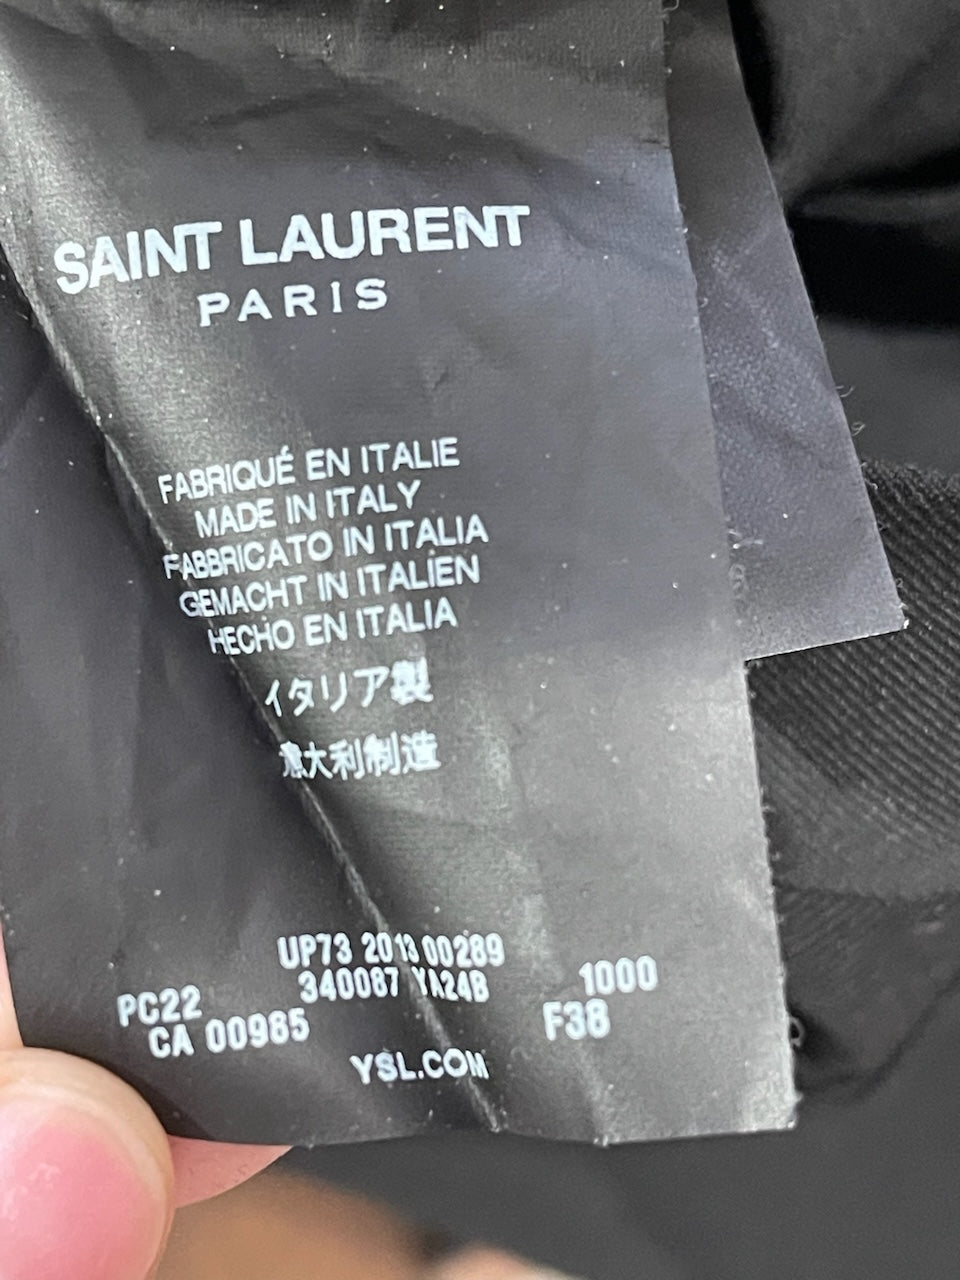 SAINT LAURENT
PARIS
FABRIQUÉ EN ITALIE
MADE IN ITALY
FABBRICATO IN ITALIA
GEMACHT IN ITALIEN
HECHO EN ITALIA
イタリア製
意大利制造
UP73 2013 00289
340087 YA24B 1000
PC22 F38
CA 00985
YSL.COM